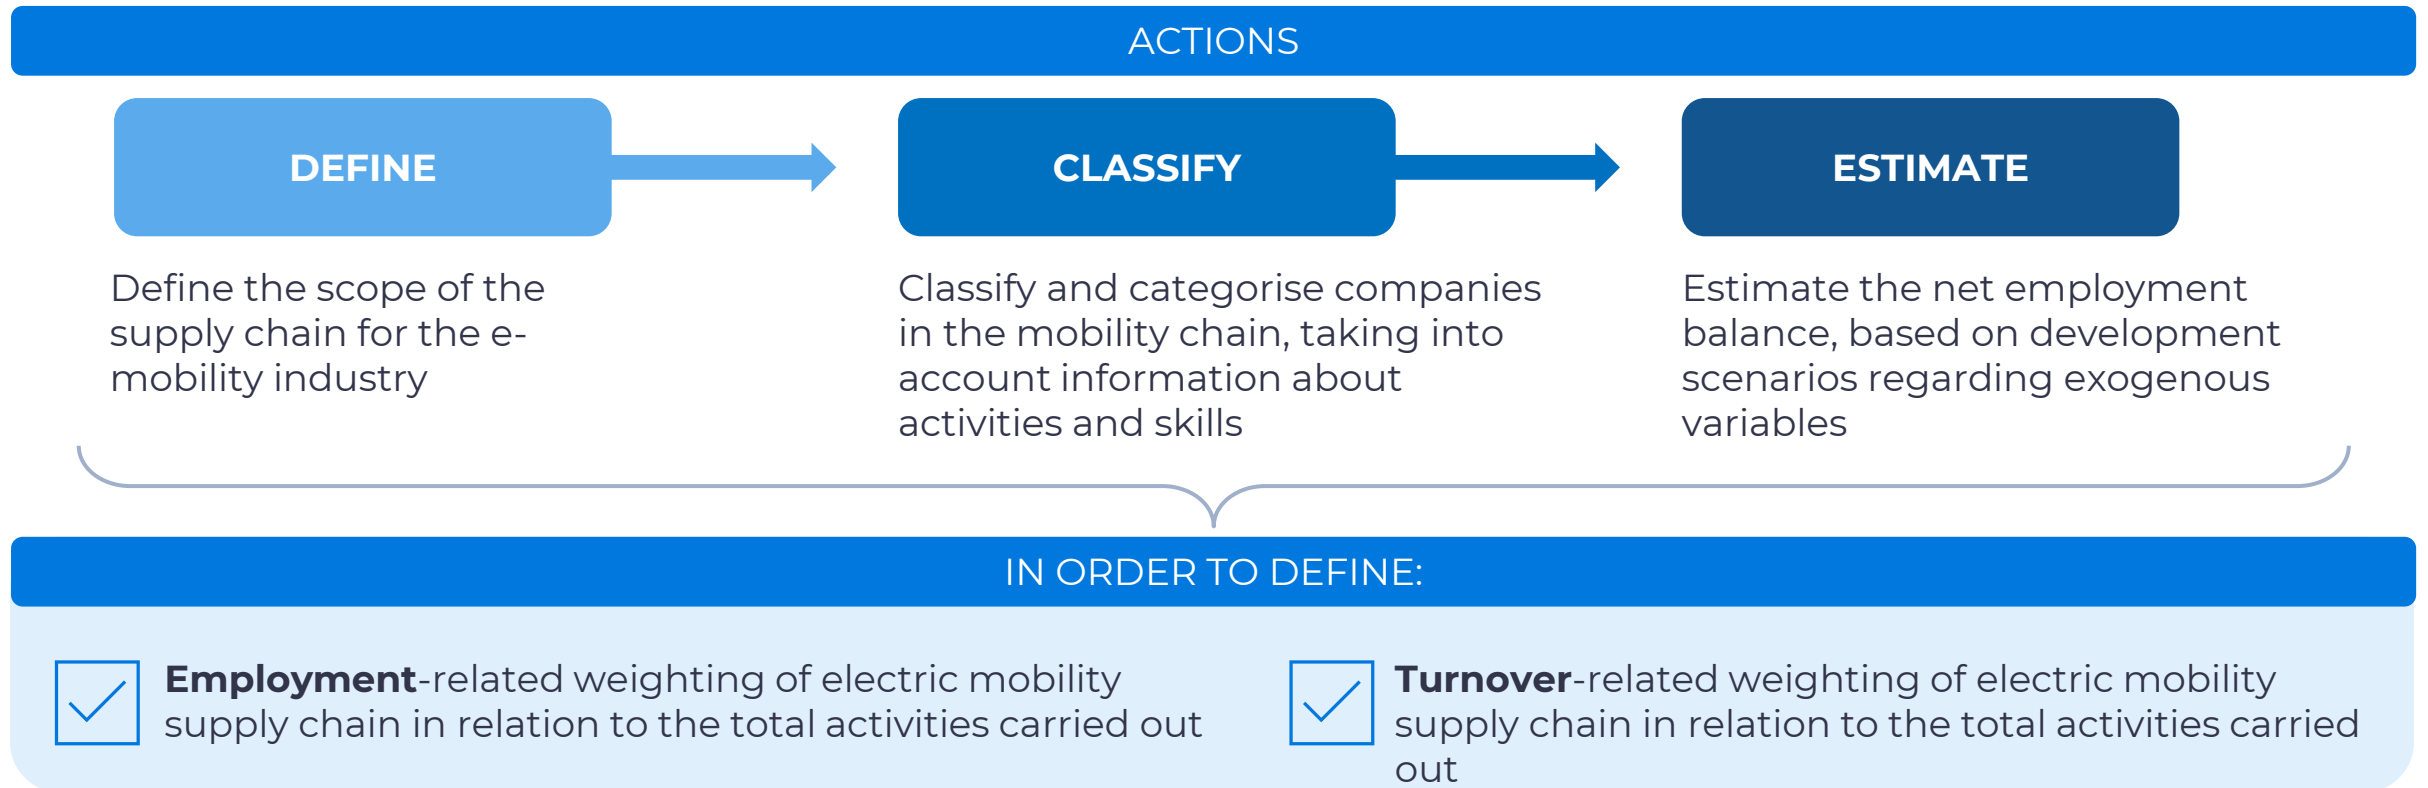 ACTIONS
DEFINE
CLASSIFY
ESTIMATE
Define the scope of the
supply chain for the e-
mobility industry
Classify and categorise companies
in the mobility chain, taking into
account information about
activities and skills
Estimate the net employment
balance, based on development
scenarios regarding exogenous
variables
IN ORDER TO DEFINE:
Employment-related weighting of electric mobility
supply chain in relation to the total activities carried out
Turnover-related weighting of electric mobility
supply chain in relation to the total activities carried
out